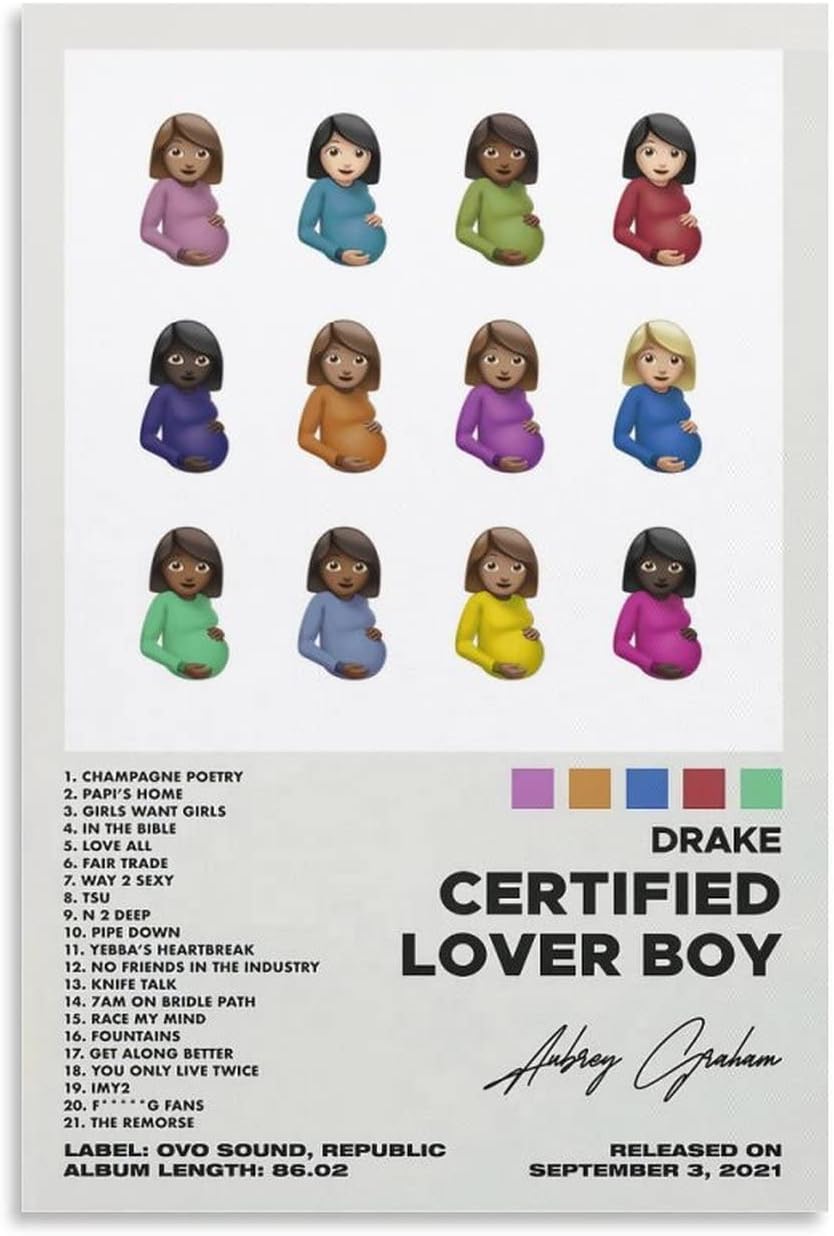 1. CHAMPAGNE POETRY
2. PAPI'S HOME
3. GIRLS WANT GIRLS
4. IN THE BIBLE
5. LOVE ALL
6. FAIR TRADE
7. WAY 2 SEXY
8. TSU
9. N 2 DEEP
10. PIPE DOWN
11. YEBBA'S HEARTBREAK
12. NO FRIENDS IN THE INDUSTRY
13. KNIFE TALK
14. 7AM ON BRIDLE PATH
15. RACE MY MIND
16. FOUNTAINS
17. GET ALONG BETTER
18. YOU ONLY LIVE TWICE
19. IMY2
20. F*****G FANS
21. THE REMORSE
DRAKE
CERTIFIED
LOVER BOY
Aubrey Graham
LABEL: OVO SOUND, REPUBLIC
ALBUM LENGTH: 86.02
RELEASED ON
SEPTEMBER 3, 2021